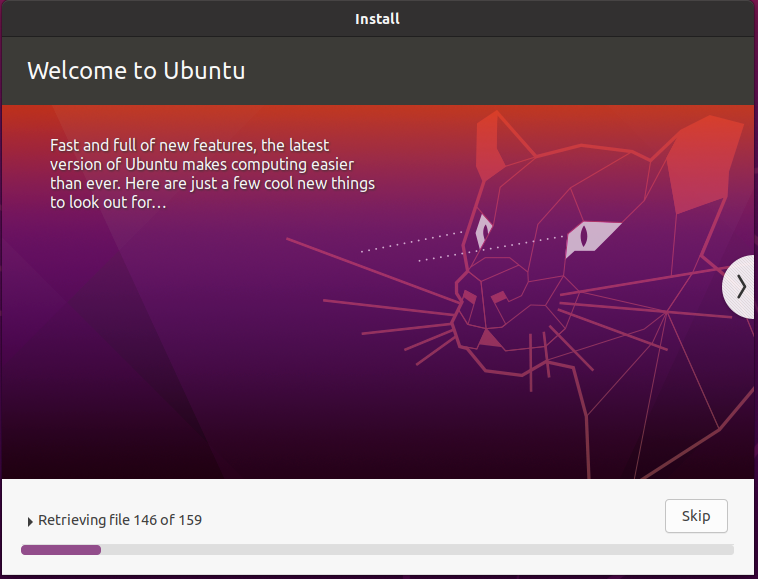 Install
Welcome to Ubuntu
Fast and full of new features, the latest
version of Ubuntu makes computing easier
than ever. Here are just a few cool new things
to look out for…
Retrieving file 146 of 159
Skip